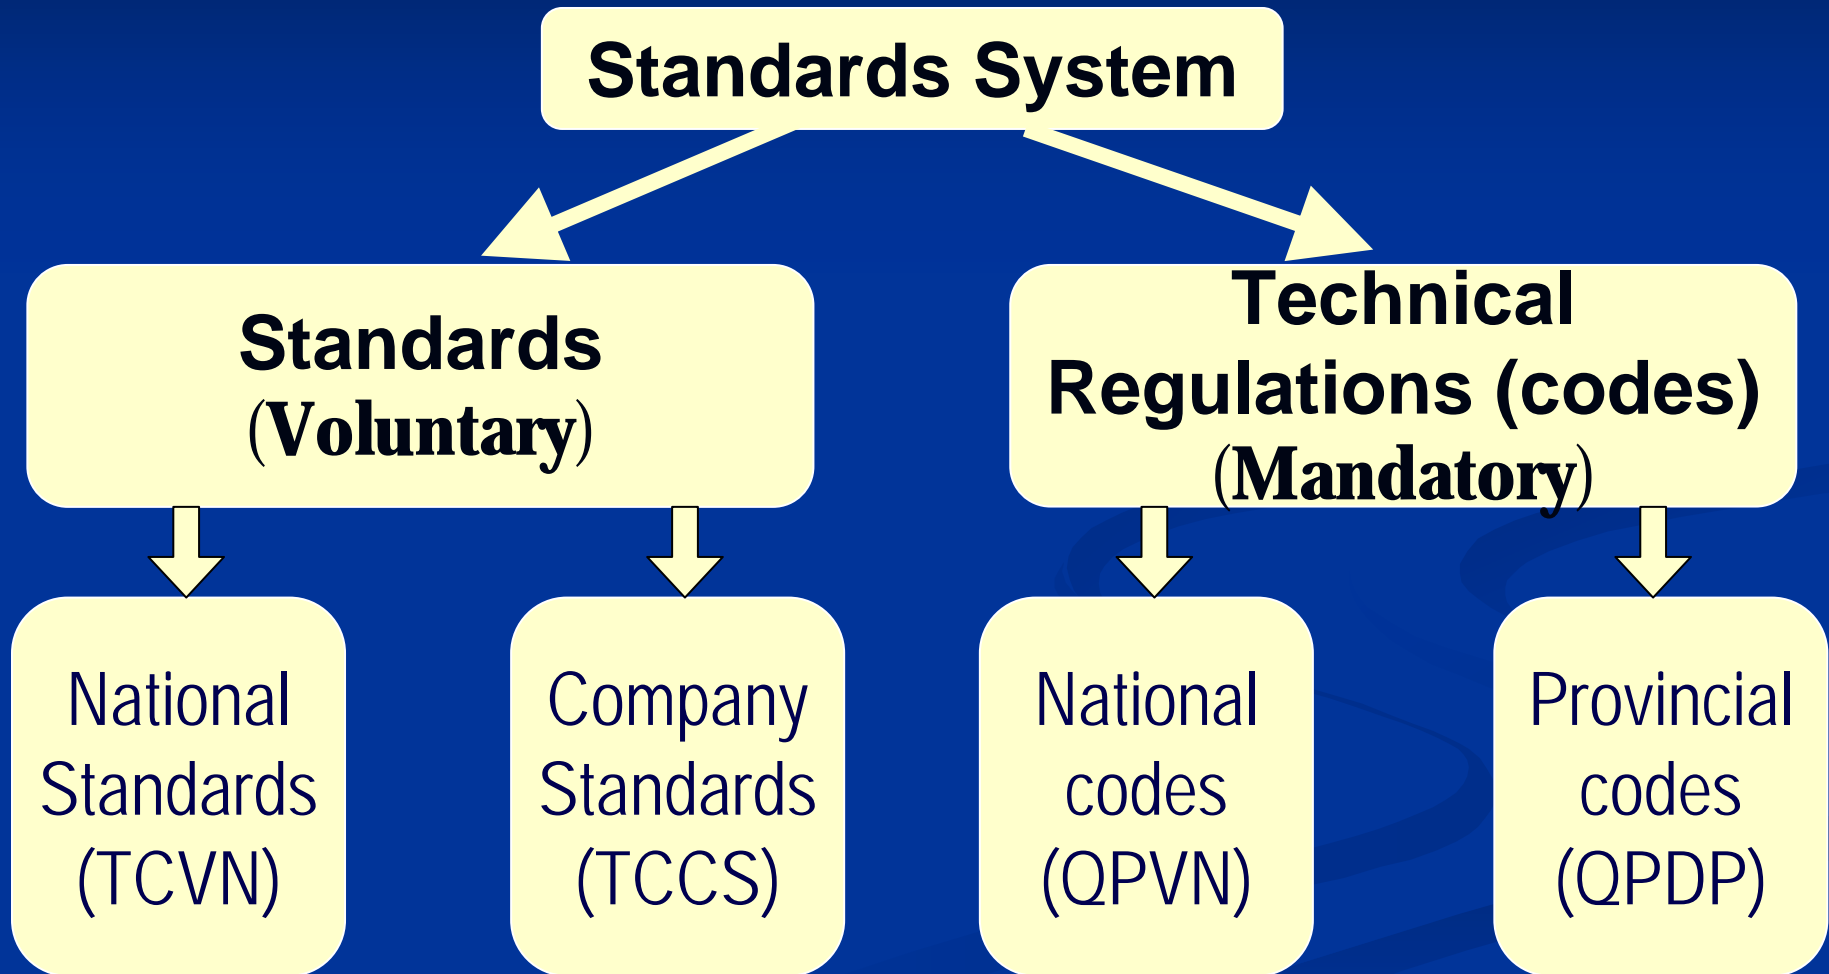 Standards System
Standards
(Voluntary)
Technical
Regulations (codes)
(Mandatory)
National
Standards
(TCVN)
Company
Standards
(TCCS)
National
codes
(QPVN)
Provincial
codes
(QPDP)